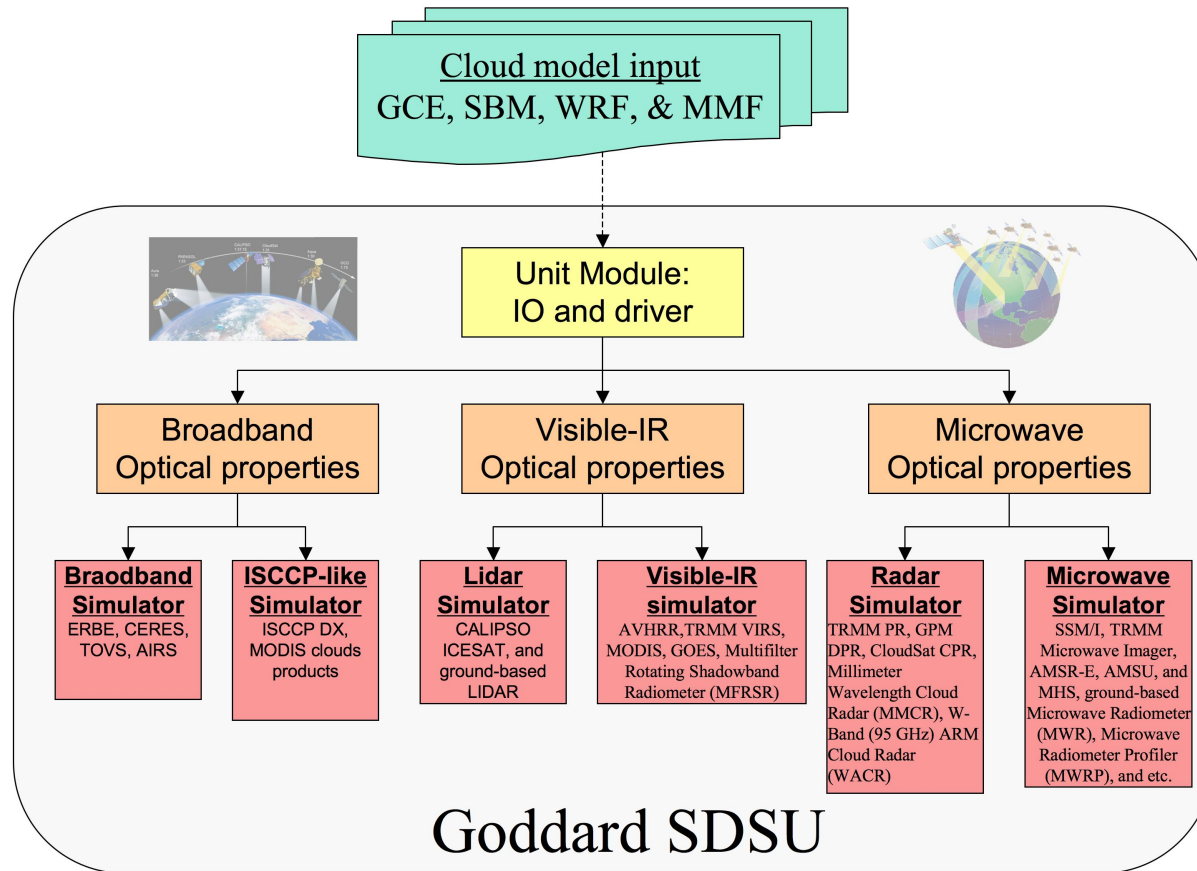 Cloud model input
GCE, SBM, WRF, & MMF
Unit Module:
IO and driver
Broadband
Optical properties
Visible-IR
Optical properties
Microwave
Optical properties
Braodband
Simulator
ERBE, CERES,
TOVS, AIRS
ISCCP-like
Simulator
ISCCP DX,
MODIS clouds
products
Lidar
Simulator
CALIPSO
ICESAT, and
ground-based
LIDAR
Visible-IR
simulator
AVHRR,TRMM VIRS,
MODIS, GOES, Multifilter
Rotating Shadowband
Radiometer (MFRSR)
Radar
Simulator
TRMM PR, GPM
DPR, CloudSat CPR,
Millimeter
Wavelength Cloud
Radar (MMCR), W-
Band (95 GHz) ARM
Cloud Radar
(WACR)
Microwave
Simulator
SSM/I, TRMM
Microwave Imager,
AMSR-E, AMSU, and
MHS, ground-based
Microwave Radiometer
(MWR), Microwave
Radiometer Profiler
(MWRP), and etc.
Goddard SDSU